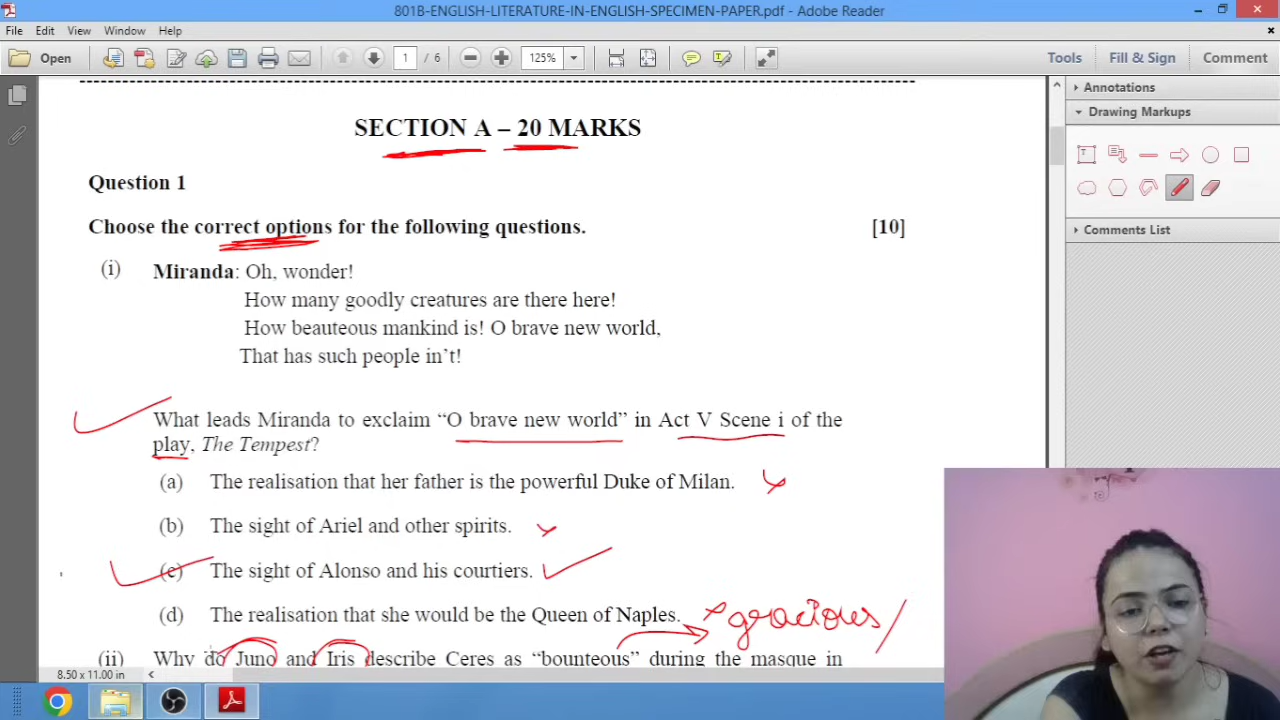 801B-ENGLISH-LITERATURE-IN-ENGLISH-SPECIMEN-PAPER.pdf - Adobe Reader
File Edit View Window Help
Open 1 / 6 125% Tools Fill & Sign Comment
Annotations
Drawing Markups
Comments List
SECTION A – 20 MARKS
Question 1
Choose the correct options for the following questions. [10]
(i) Miranda: Oh, wonder!
How many goodly creatures are there here!
How beauteous mankind is! O brave new world,
That has such people in't!
What leads Miranda to exclaim “O brave new world” in Act V Scene i of the
play, The Tempest?
(a) The realisation that her father is the powerful Duke of Milan.
(b) The sight of Ariel and other spirits.
(c) The sight of Alonso and his courtiers.
(d) The realisation that she would be the Queen of Naples. gracious/
(ii) Why do Juno and Iris describe Ceres as “bounteous” during the masque in
8.50 x 11.00 in